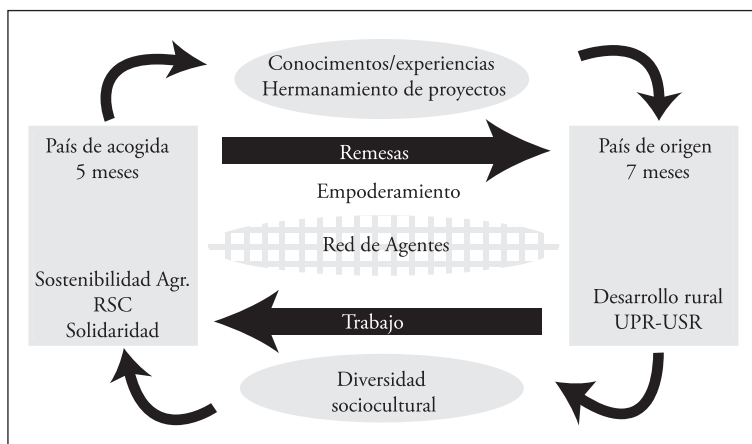 Conocimentos/experiencias
Hermanamiento de proyectos
País de acogida
5 meses
Remesas
País de origen
7 meses
Empoderamiento
Red de Agentes
Sostenibilidad Agr.
RSC
Solidaridad
Trabajo
Desarrollo rural
UPR-USR
Diversidad
sociocultural